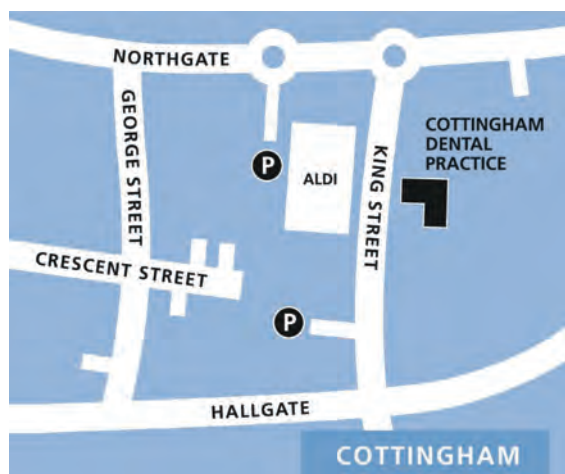 NORTHGATE
GEORGE STREET
COTTINGHAM
DENTAL
PRACTICE
P
ALDI
KING STREET
CRESCENT STREET
P
HALLGATE
COTTINGHAM